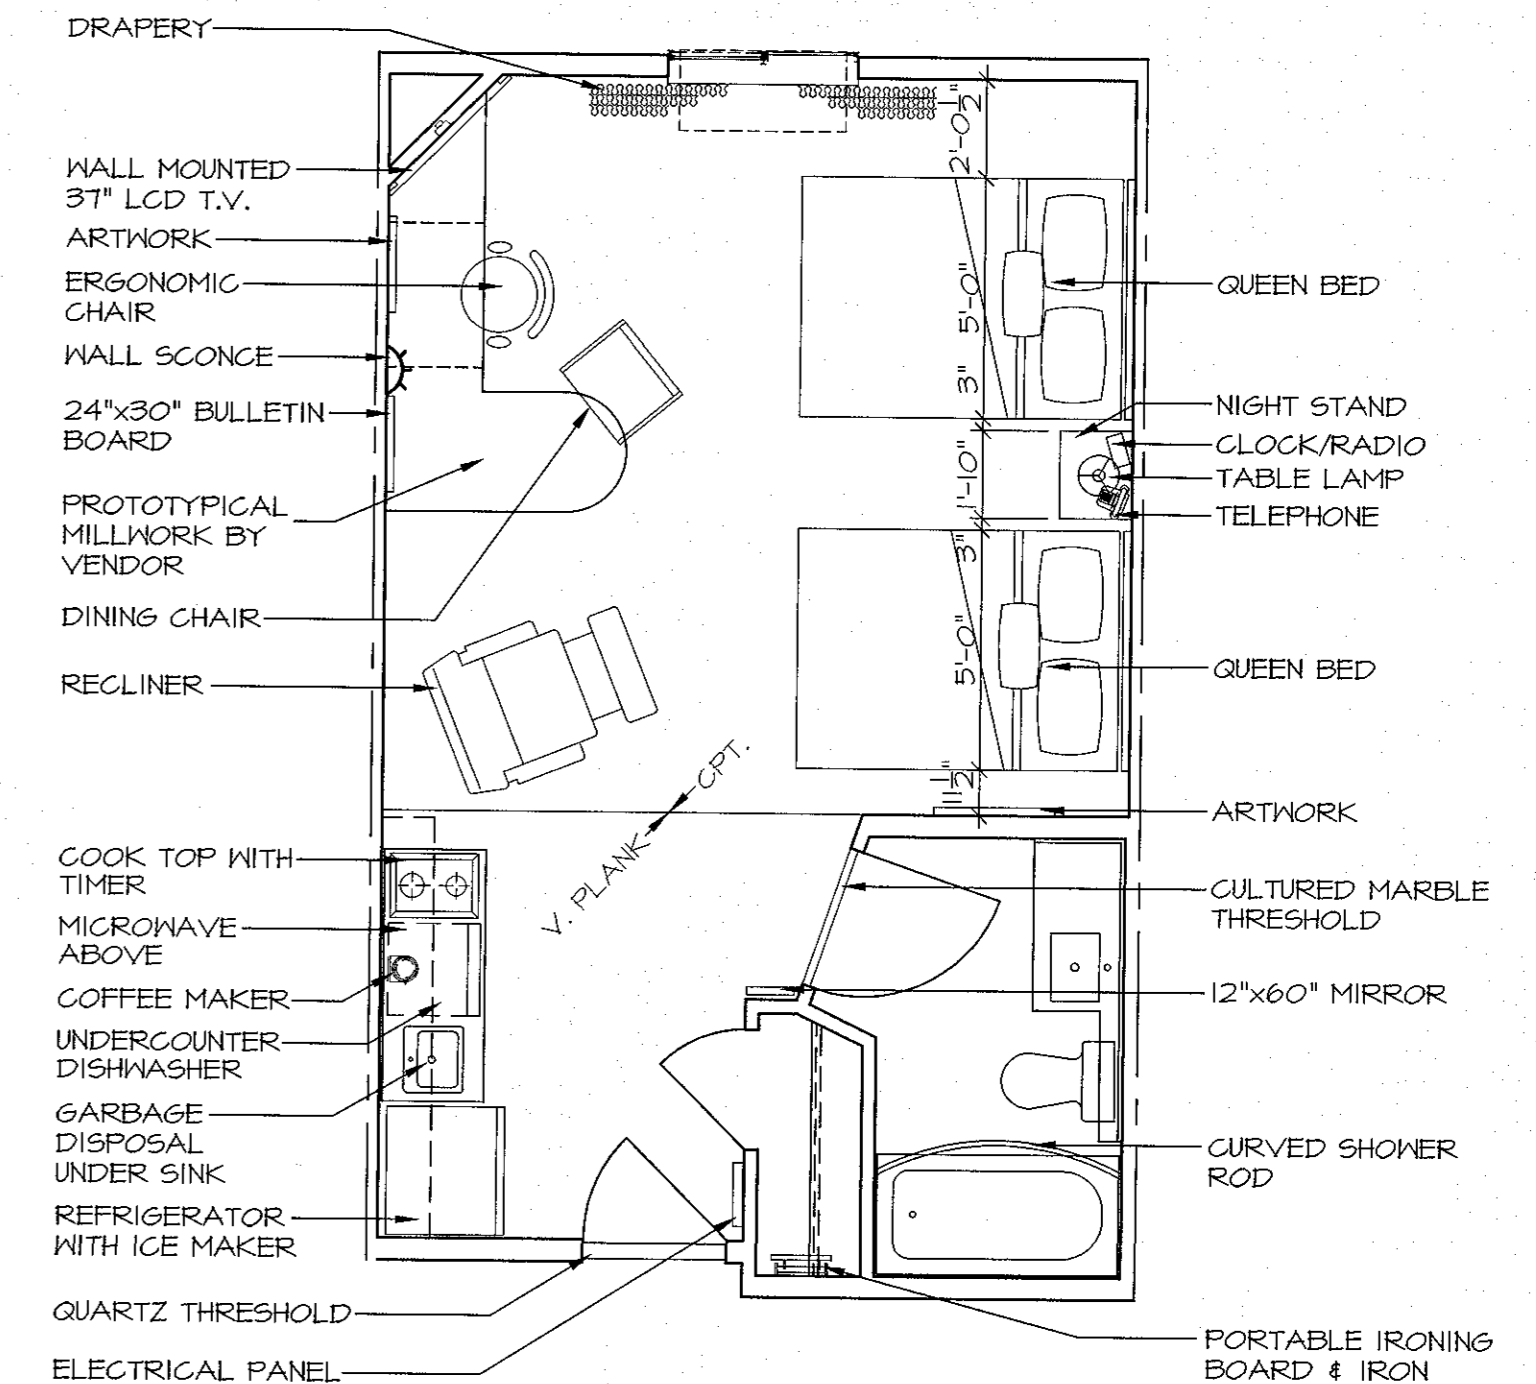 DRAPERY
WALL MOUNTED
37" LCD T.V.
ARTWORK
ERGONOMIC
CHAIR
WALL SCONCE
24"x30" BULLETIN
BOARD
PROTOTYPICAL
MILLWORK BY
VENDOR
DINING CHAIR
RECLINER
COOK TOP WITH
TIMER
MICROWAVE
ABOVE
COFFEE MAKER
UNDERCOUNTER
DISHWASHER
GARBAGE
DISPOSAL
UNDER SINK
REFRIGERATOR
WITH ICE MAKER
QUARTZ THRESHOLD
ELECTRICAL PANEL
2'-0 1/2"
5'-0"
3"
1'-10"
3"
5'-0"
11 1/2"
CPT.
V. PLANK
QUEEN BED
NIGHT STAND
CLOCK/RADIO
TABLE LAMP
TELEPHONE
QUEEN BED
ARTWORK
CULTURED MARBLE
THRESHOLD
12"x60" MIRROR
CURVED SHOWER
ROD
PORTABLE IRONING
BOARD & IRON